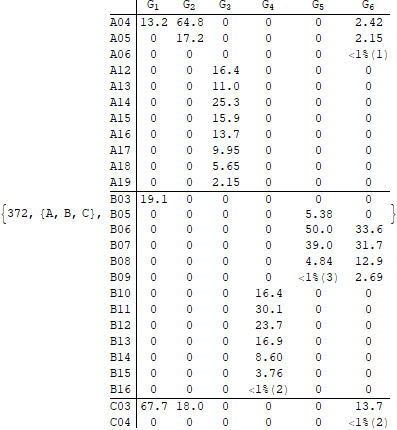 G1 G2 G3 G4 G5 G6
A04 13.2 64.8 0 0 0 2.42
A05 0 17.2 0 0 0 2.15
A06 0 0 0 0 0 <1%(1)
A12 0 0 16.4 0 0 0
A13 0 0 11.0 0 0 0
A14 0 0 25.3 0 0 0
A15 0 0 15.9 0 0 0
A16 0 0 13.7 0 0 0
A17 0 0 9.95 0 0 0
A18 0 0 5.65 0 0 0
A19 0 0 2.15 0 0 0
B03 19.1 0 0 0 0 0
{372, {A, B, C}, B05 0 0 0 0 5.38 0 }
B06 0 0 0 0 50.0 33.6
B07 0 0 0 0 39.0 31.7
B08 0 0 0 0 4.84 12.9
B09 0 0 0 0 <1%(3) 2.69
B10 0 0 0 16.4 0 0
B11 0 0 0 30.1 0 0
B12 0 0 0 23.7 0 0
B13 0 0 0 16.9 0 0
B14 0 0 0 8.60 0 0
B15 0 0 0 3.76 0 0
B16 0 0 0 <1%(2) 0 0
C03 67.7 18.0 0 0 0 13.7
C04 0 0 0 0 0 <1%(2)